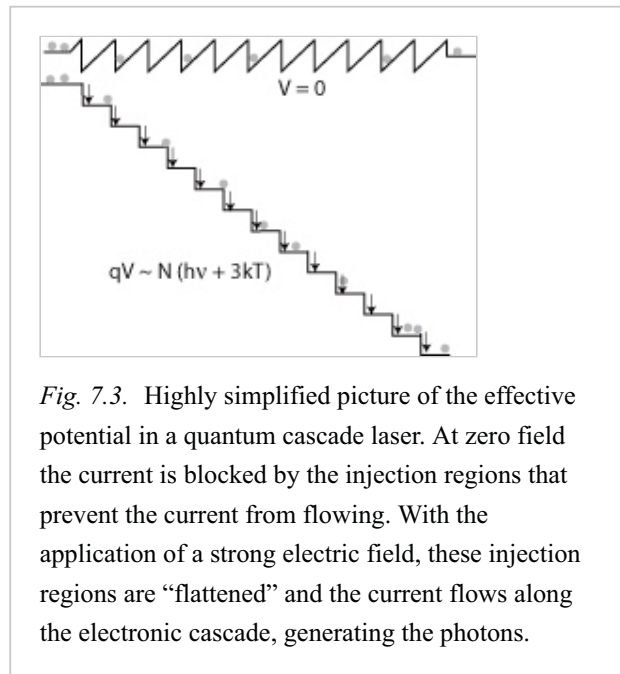 V = 0
qV ~ N (hν + 3kT)
Fig. 7.3. Highly simplified picture of the effective
potential in a quantum cascade laser. At zero field
the current is blocked by the injection regions that
prevent the current from flowing. With the
application of a strong electric field, these injection
regions are “flattened” and the current flows along
the electronic cascade, generating the photons.